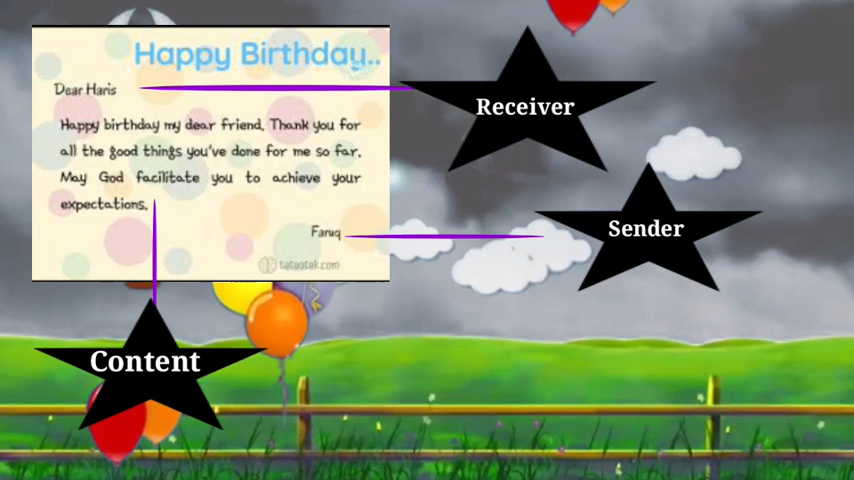 Happy Birthday..
Dear Haris
Happy birthday my dear friend. Thank you for
all the good things you've done for me so far.
May God facilitate you to achieve your
expectations.
Faruq
tatagtak.com
Receiver
Sender
Content